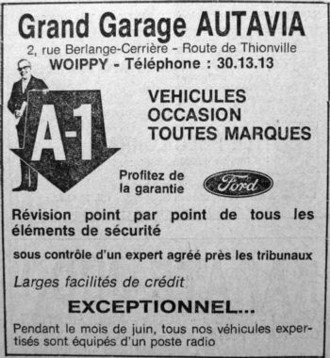 Grand Garage AUTAVIA
2, rue Berlange-Cerrière - Route de Thionville
WOIPPY - Téléphone : 30.13.13
A-1
VEHICULES
OCCASION
TOUTES MARQUES
Profitez de
la garantie
Ford
Révision point par point de tous les
éléments de sécurité
sous contrôle d'un expert agréé près les tribunaux
Larges facilités de crédit
EXCEPTIONNEL...
Pendant le mois de juin, tous nos véhicules exper-
tisés sont équipés d'un poste radio